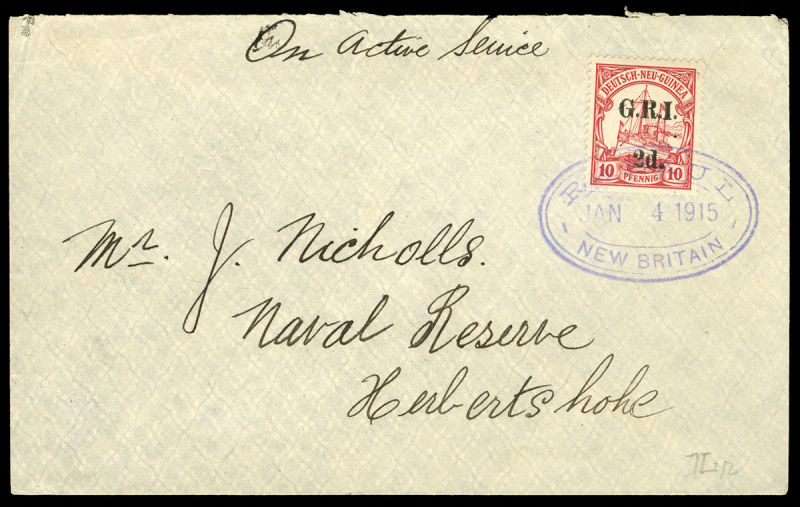 On Active Service
DEUTSCH-NEU-GUINEA
G.R.I.
2d.
10 PFENNIG 10
RABAUL
JAN 4 1915
NEW BRITAIN
Mr. J. Nicholls.
Naval Reserve
Herbertshohe